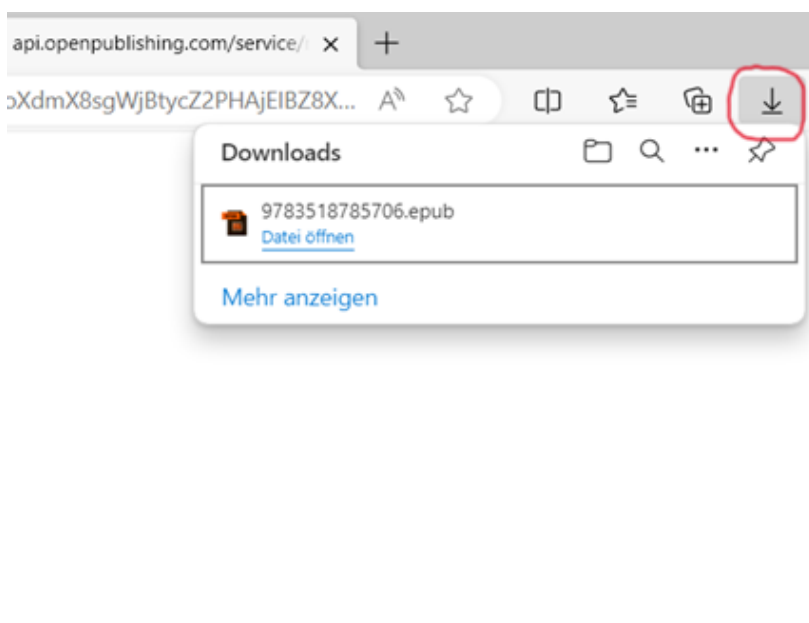 api.openpublishing.com/service/
oXdmX8sgWjBtycZ2PHAjEIBZ8X...
Downloads
9783518785706.epub
Datei öffnen
Mehr anzeigen